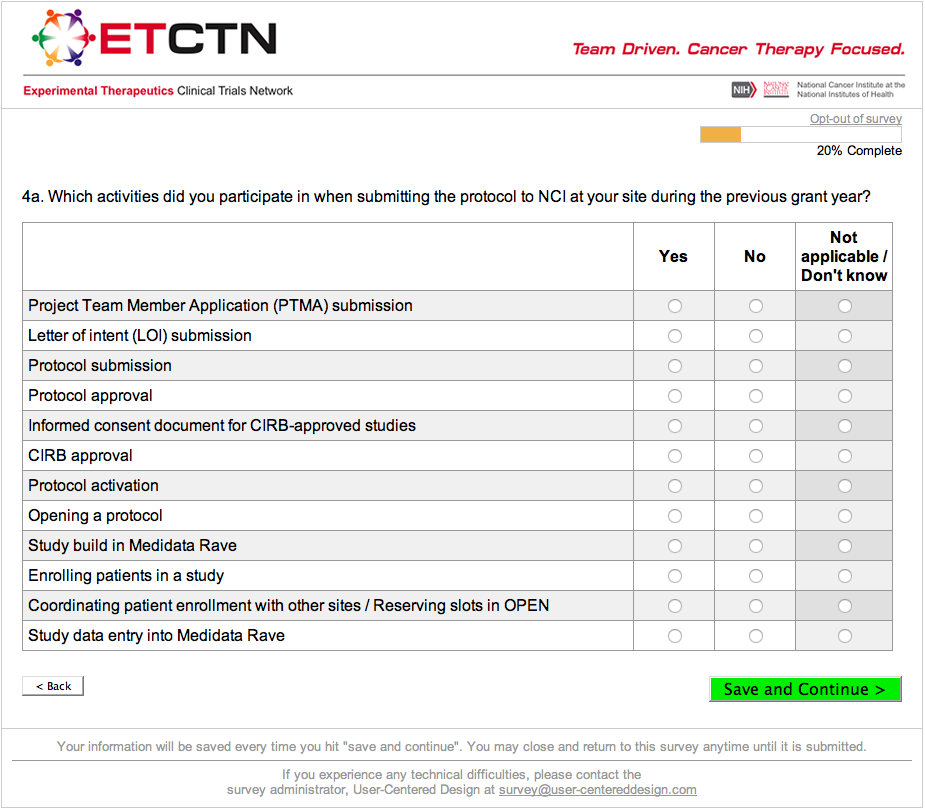 ETCTN
Team Driven. Cancer Therapy Focused.
Experimental Therapeutics Clinical Trials Network
NIH
NATIONAL
CANCER
INSTITUTE
National Cancer Institute at the
National Institutes of Health
Opt-out of survey
20% Complete
4a. Which activities did you participate in when submitting the protocol to NCI at your site during the previous grant year?
Yes
No
Not
applicable /
Don't know
Project Team Member Application (PTMA) submission
Letter of intent (LOI) submission
Protocol submission
Protocol approval
Informed consent document for CIRB-approved studies
CIRB approval
Protocol activation
Opening a protocol
Study build in Medidata Rave
Enrolling patients in a study
Coordinating patient enrollment with other sites / Reserving slots in OPEN
Study data entry into Medidata Rave
< Back
Save and Continue >
Your information will be saved every time you hit "save and continue". You may close and return to this survey anytime until it is submitted.
If you experience any technical difficulties, please contact the
survey administrator, User-Centered Design at survey@user-centereddesign.com